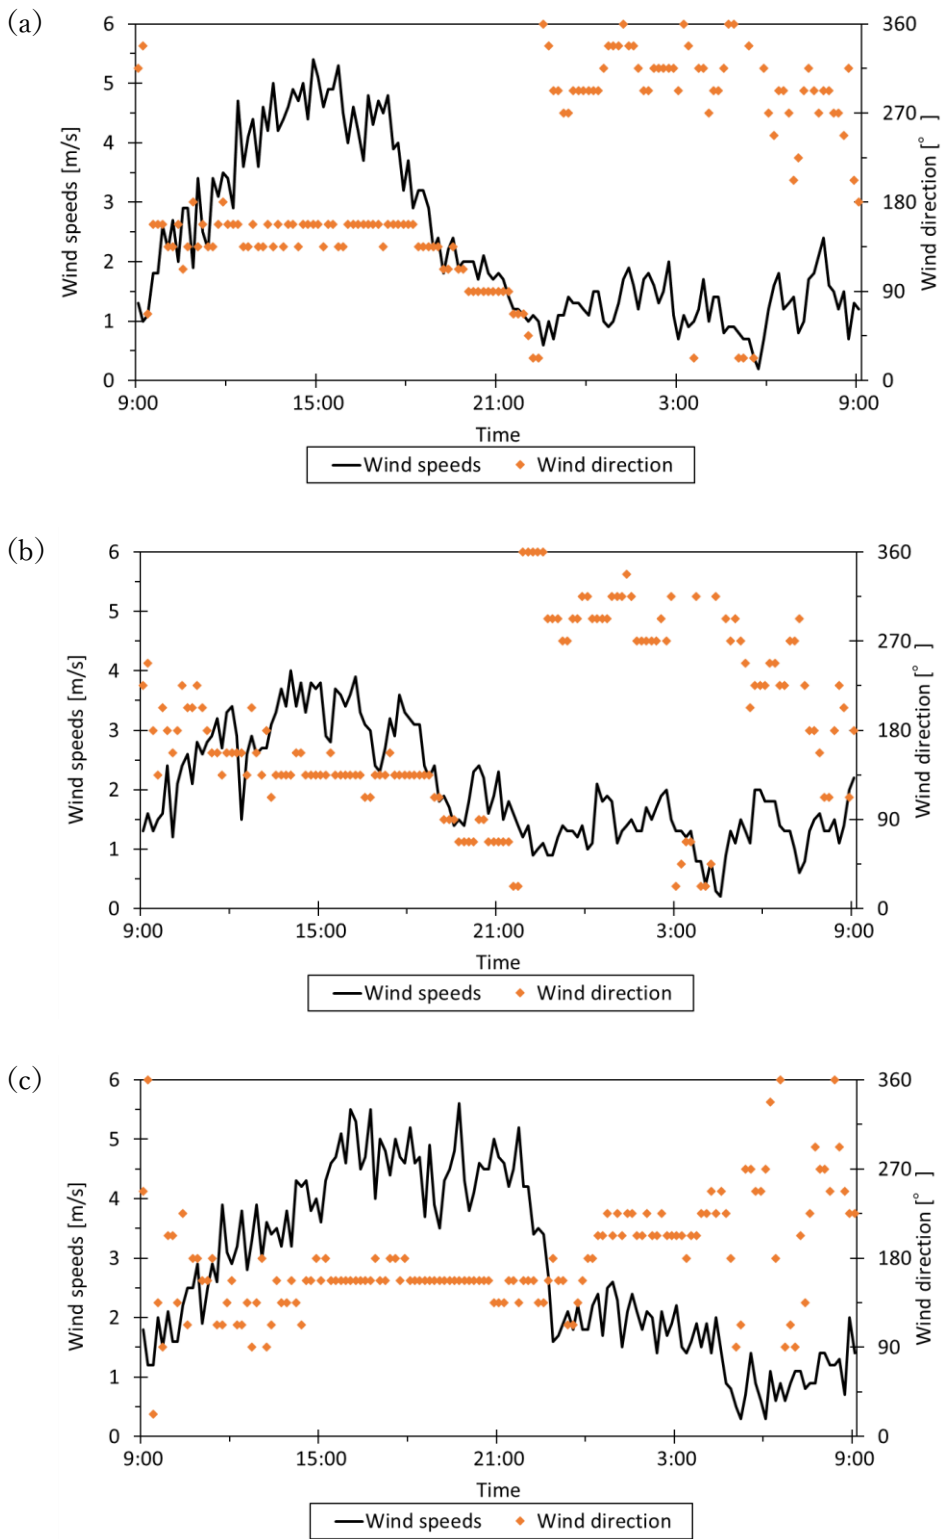 (a)
6
5
4
3
2
1
0
Wind speeds [m/s]
360
270
180
90
0
Wind direction [°]
9:00 15:00 21:00 3:00 9:00
Time
Wind speeds Wind direction
(b)
6
5
4
3
2
1
0
Wind speeds [m/s]
360
270
180
90
0
Wind direction [°]
9:00 15:00 21:00 3:00 9:00
Time
Wind speeds Wind direction
(c)
6
5
4
3
2
1
0
Wind speeds [m/s]
360
270
180
90
0
Wind direction [°]
9:00 15:00 21:00 3:00 9:00
Time
Wind speeds Wind direction